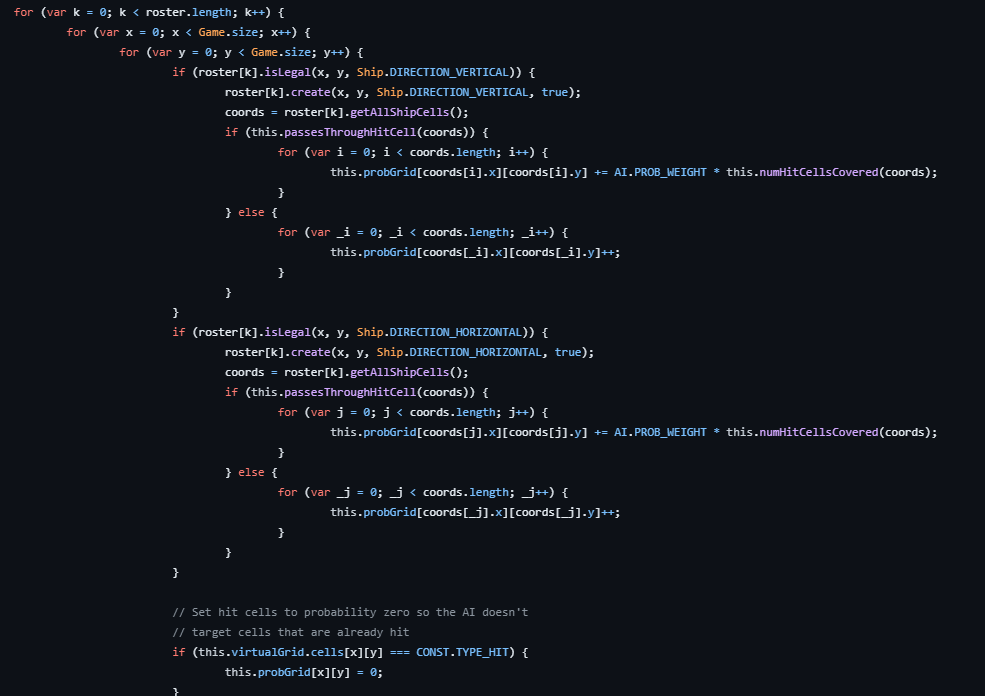 for (var k = 0; k < roster.length; k++) {
for (var x = 0; x < Game.size; x++) {
for (var y = 0; y < Game.size; y++) {
if (roster[k].isLegal(x, y, Ship.DIRECTION_VERTICAL)) {
roster[k].create(x, y, Ship.DIRECTION_VERTICAL, true);
coords = roster[k].getAllShipCells();
if (this.passesThroughHitCell(coords)) {
for (var i = 0; i < coords.length; i++) {
this.probGrid[coords[i].x][coords[i].y] += AI.PROB_WEIGHT * this.numHitCellsCovered(coords);
}
} else {
for (var _i = 0; _i < coords.length; _i++) {
this.probGrid[coords[_i].x][coords[_i].y]++;
}
}
}
if (roster[k].isLegal(x, y, Ship.DIRECTION_HORIZONTAL)) {
roster[k].create(x, y, Ship.DIRECTION_HORIZONTAL, true);
coords = roster[k].getAllShipCells();
if (this.passesThroughHitCell(coords)) {
for (var j = 0; j < coords.length; j++) {
this.probGrid[coords[j].x][coords[j].y] += AI.PROB_WEIGHT * this.numHitCellsCovered(coords);
}
} else {
for (var _j = 0; _j < coords.length; _j++) {
this.probGrid[coords[_j].x][coords[_j].y]++;
}
}
}
// Set hit cells to probability zero so the AI doesn't
// target cells that are already hit
if (this.virtualGrid.cells[x][y] === CONST.TYPE_HIT) {
this.probGrid[x][y] = 0;
}